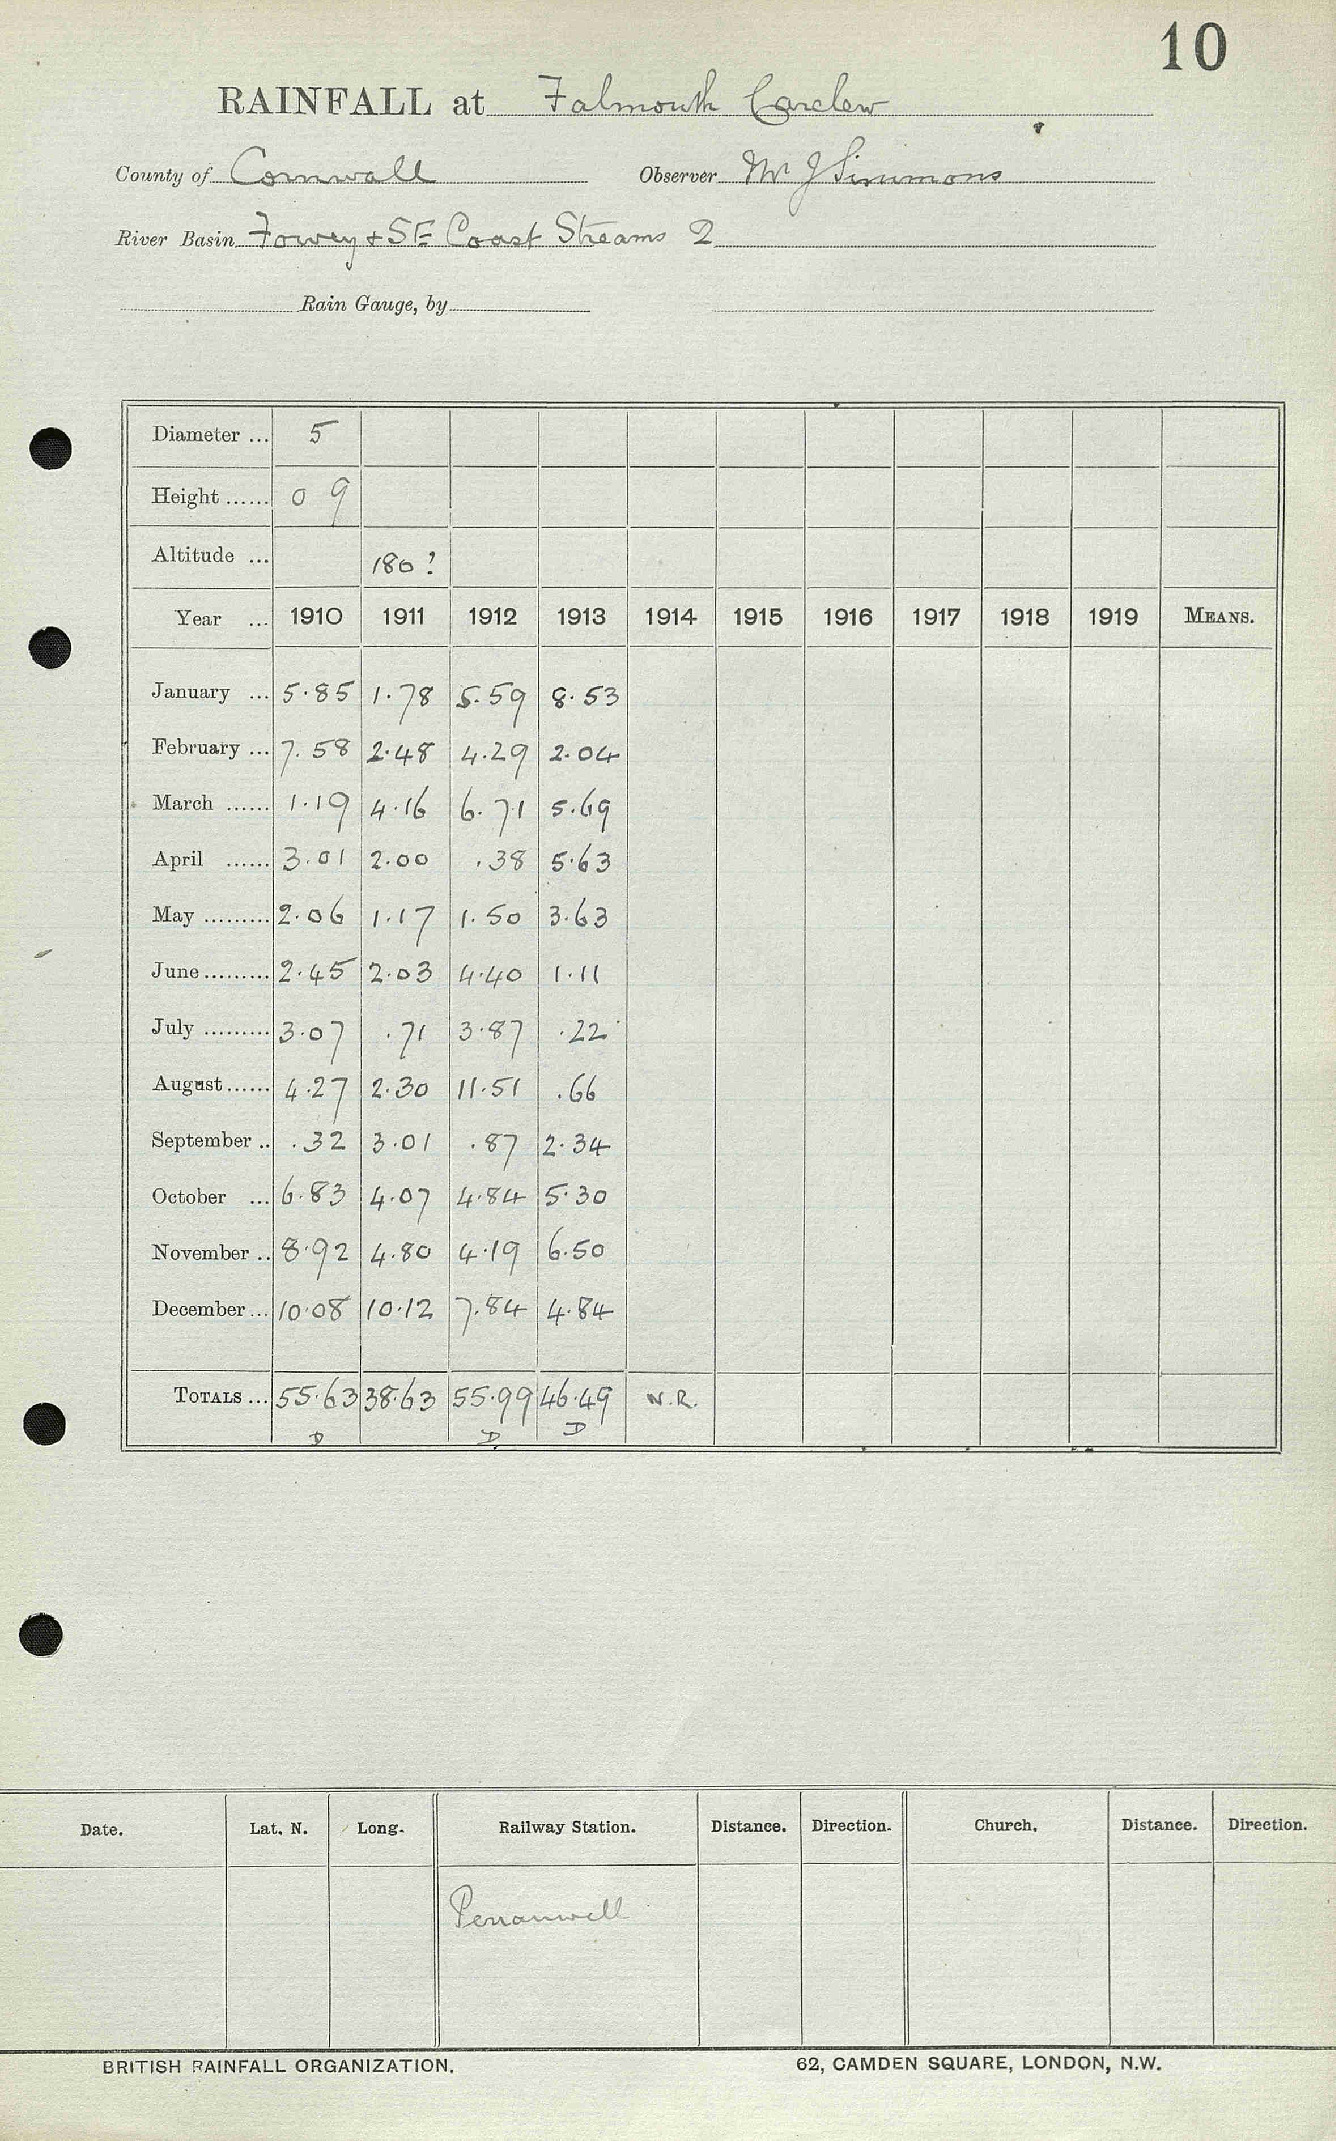 10
RAINFALL at Falmouth Carclew
County of Cornwall Observer Mr J Simmons
River Basin Fowey + SE Coast Streams 2
Rain Gauge, by
Diameter ... 5
Height ...... 0 9
Altitude ... 180 ?
Year ... 1910 1911 1912 1913 1914 1915 1916 1917 1918 1919 MEANS.
January ... 5.85 1.78 5.59 8.53
February ... 7.58 2.48 4.29 2.04
March ...... 1.19 4.16 6.71 5.69
April ...... 3.01 2.00 .38 5.63
May ......... 2.06 1.17 1.50 3.63
June ......... 2.45 2.03 4.40 1.11
July ......... 3.07 .71 3.87 .22
August ...... 4.27 2.30 11.51 .66
September .. .32 3.01 .87 2.34
October ... 6.83 4.07 4.84 5.30
November .. 8.92 4.80 4.19 6.50
December ... 10.08 10.12 7.84 4.84
TOTALS ... 55.63 38.63 55.99 46.49 N.R.
D D D
Date. Lat. N. Long. Railway Station. Distance. Direction. Church. Distance. Direction.
Perranwell
BRITISH RAINFALL ORGANIZATION. 62, CAMDEN SQUARE, LONDON, N.W.